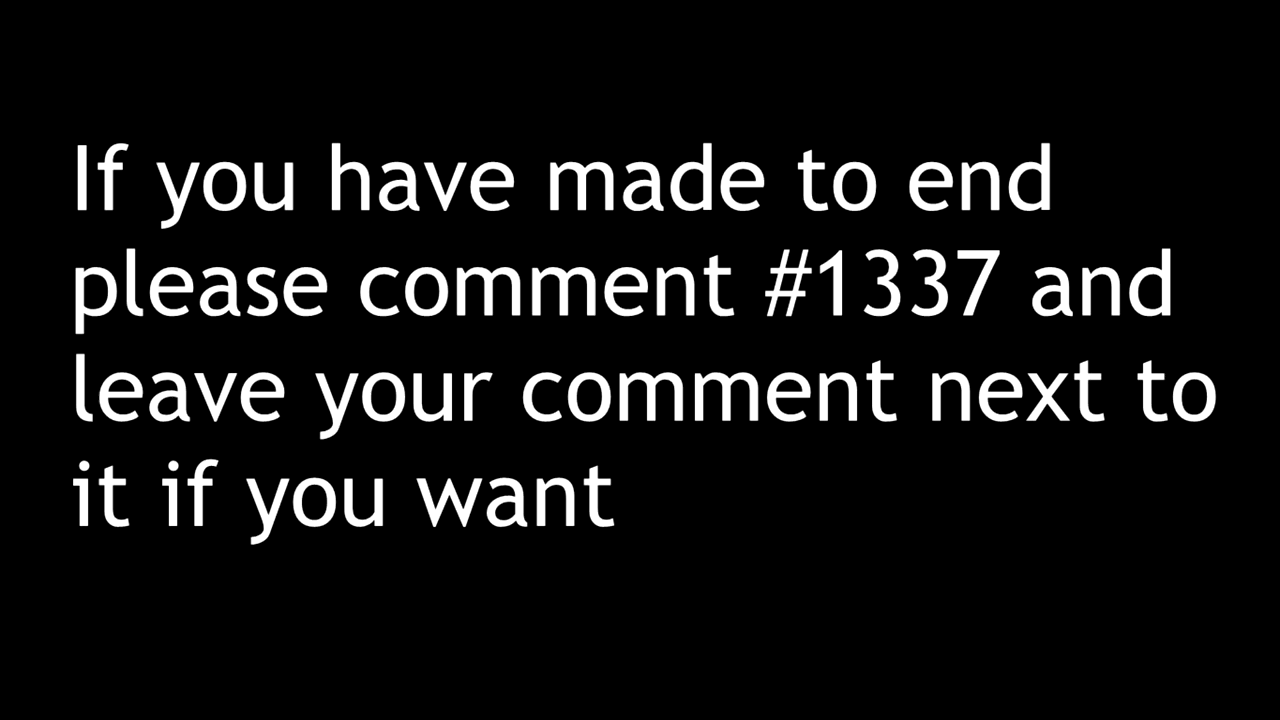 If you have made to end
please comment #1337 and
leave your comment next to
it if you want